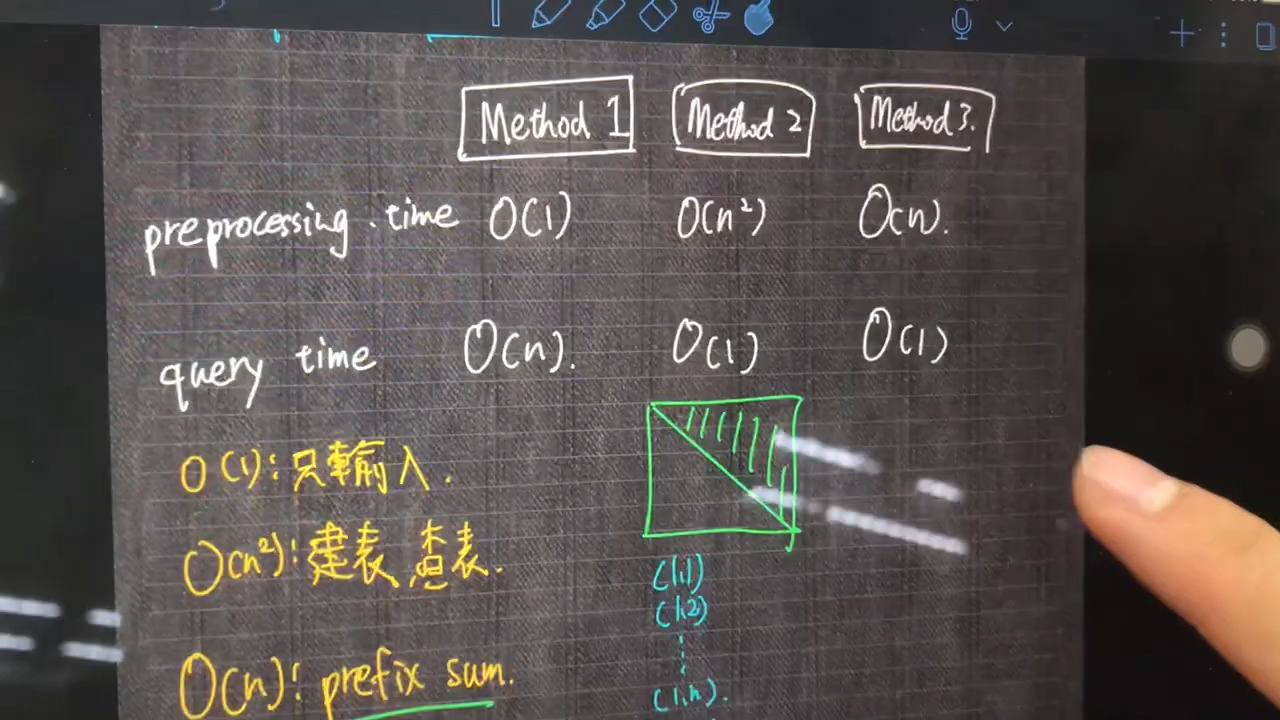 Method 1 Method 2 Method 3.
preprocessing time O(1) O(n²) O(n).
query time O(n). O(1) O(1)
O(1): 只輸入.
O(n²): 建表, 查表.
(1,1)
(1,2)
O(n): prefix sum.
(1,n).